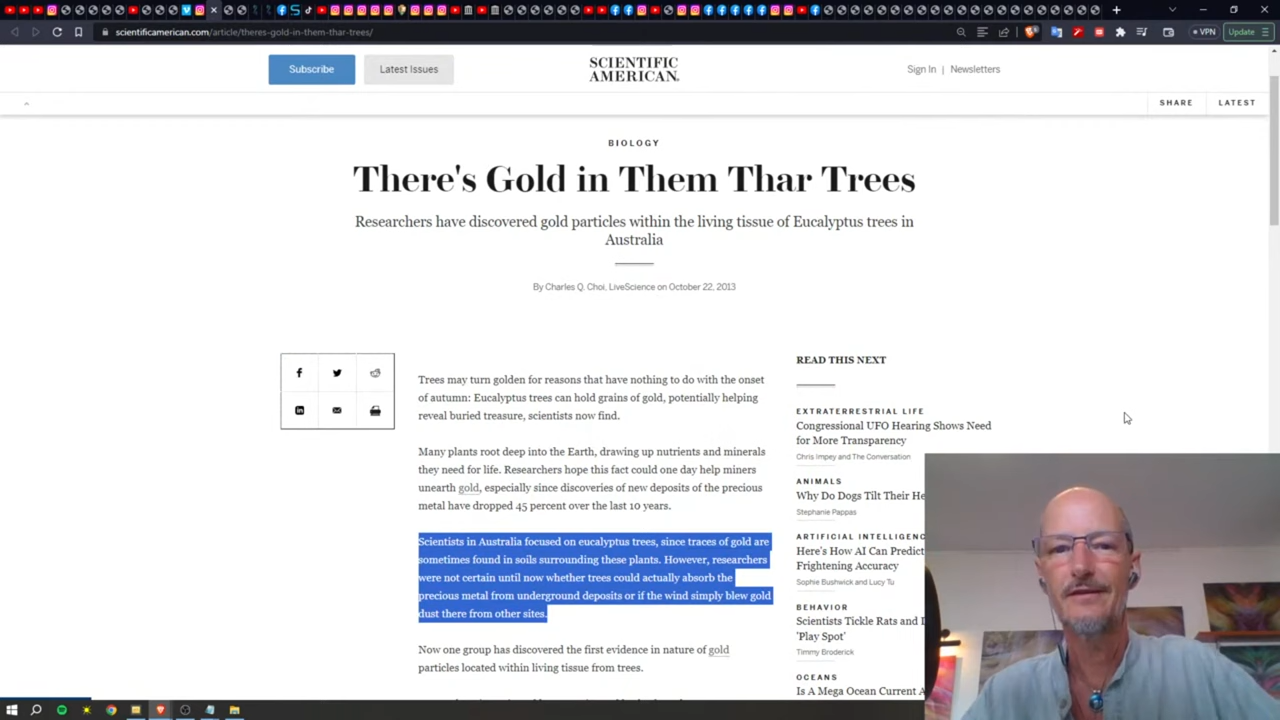 scientificamerican.com/article/theres-gold-in-them-thar-trees/
VPN
Update
Subscribe
Latest Issues
SCIENTIFIC
AMERICAN.
Sign In | Newsletters
SHARE
LATEST
BIOLOGY
There's Gold in Them Thar Trees
Researchers have discovered gold particles within the living tissue of Eucalyptus trees in
Australia
By Charles Q. Choi, LiveScience on October 22, 2013
Trees may turn golden for reasons that have nothing to do with the onset
of autumn: Eucalyptus trees can hold grains of gold, potentially helping
reveal buried treasure, scientists now find.
Many plants root deep into the Earth, drawing up nutrients and minerals
they need for life. Researchers hope this fact could one day help miners
unearth gold, especially since discoveries of new deposits of the precious
metal have dropped 45 percent over the last 10 years.
Scientists in Australia focused on eucalyptus trees, since traces of gold are
sometimes found in soils surrounding these plants. However, researchers
were not certain until now whether trees could actually absorb the
precious metal from underground deposits or if the wind simply blew gold
dust there from other sites.
Now one group has discovered the first evidence in nature of gold
particles located within living tissue from trees.
READ THIS NEXT
EXTRATERRESTRIAL LIFE
Congressional UFO Hearing Shows Need
for More Transparency
Chris Impey and The Conversation
ANIMALS
Why Do Dogs Tilt Their He
Stephanie Pappas
ARTIFICIAL INTELLIGENC
Here's How AI Can Predict
Frightening Accuracy
Sophie Bushwick and Lucy Tu
BEHAVIOR
Scientists Tickle Rats and D
'Play Spot'
Timmy Broderick
OCEANS
Is A Mega Ocean Current A